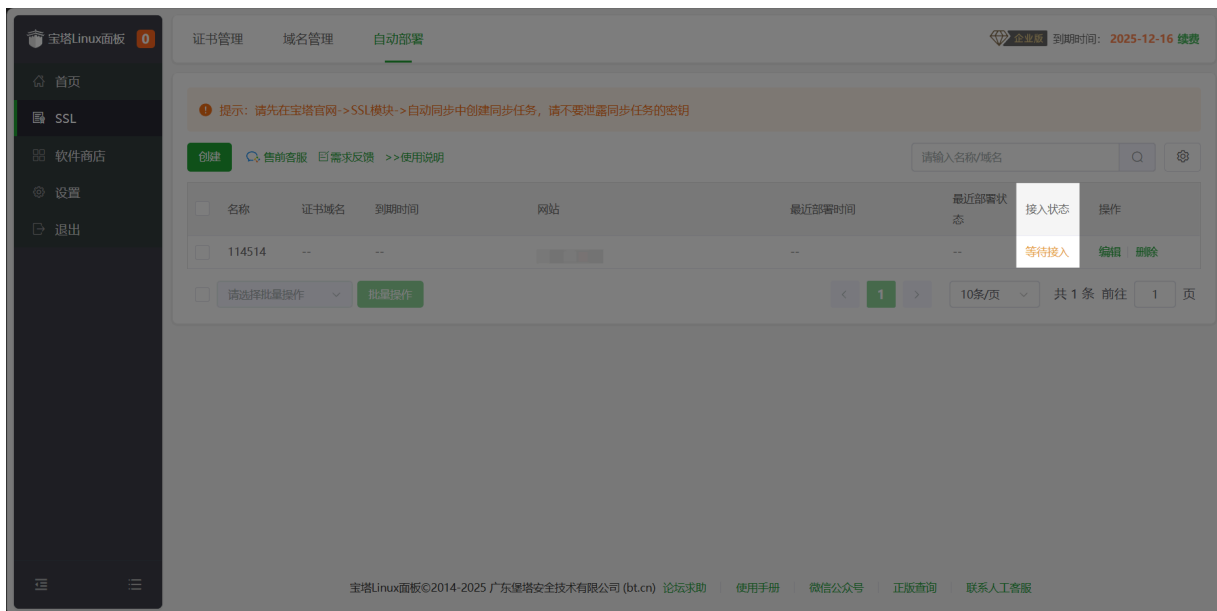 宝塔Linux面板 0
证书管理 域名管理 自动部署
企业版 到期时间：2025-12-16 续费
首页
SSL
软件商店
设置
退出
提示：请先在宝塔官网->SSL模块->自动同步中创建同步任务，请不要泄露同步任务的密钥
创建 售前客服 需求反馈 >>使用说明 请输入名称/域名
名称 证书域名 到期时间 网站 最近部署时间 最近部署状态 接入状态 操作
114514 -- -- -- -- 等待接入 编辑 删除
请选择批量操作 批量操作 1 10条/页 共 1 条 前往 1 页
宝塔Linux面板©2014-2025 广东堡塔安全技术有限公司 (bt.cn) 论坛求助 使用手册 微信公众号 正版查询 联系人工客服